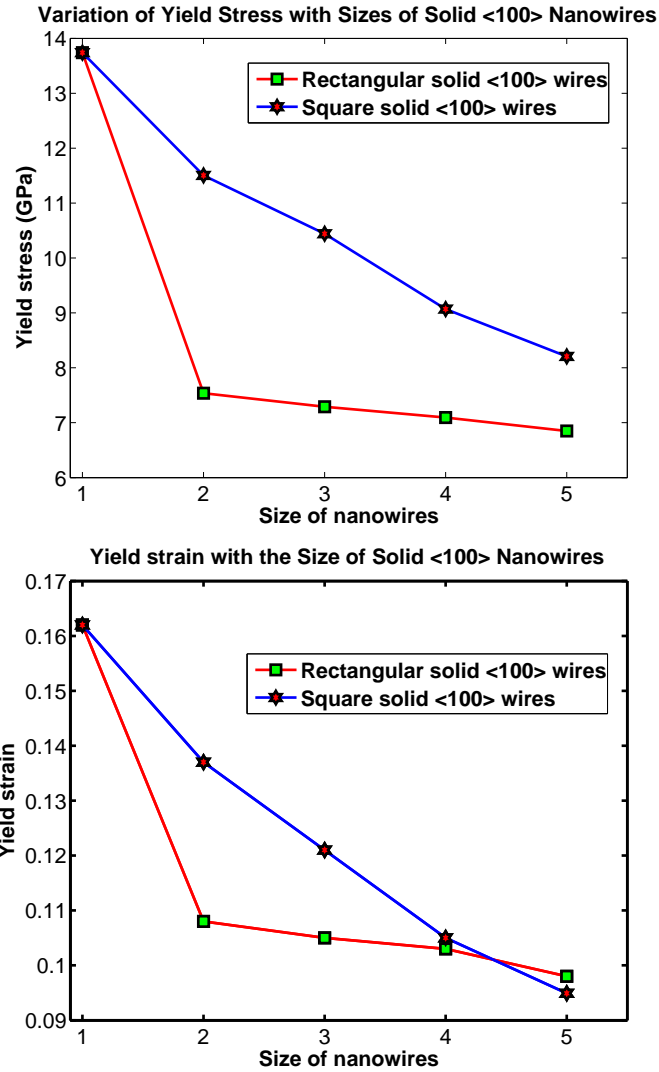 Variation of Yield Stress with Sizes of Solid <100> Nanowires
14
13
12
11
10
9
8
7
6
Yield stress (GPa)
Rectangular solid <100> wires
Square solid <100> wires
1 2 3 4 5
Size of nanowires
Yield strain with the Size of Solid <100> Nanowires
0.17
0.16
0.15
0.14
0.13
0.12
0.11
0.1
0.09
Yield strain
Rectangular solid <100> wires
Square solid <100> wires
1 2 3 4 5
Size of nanowires